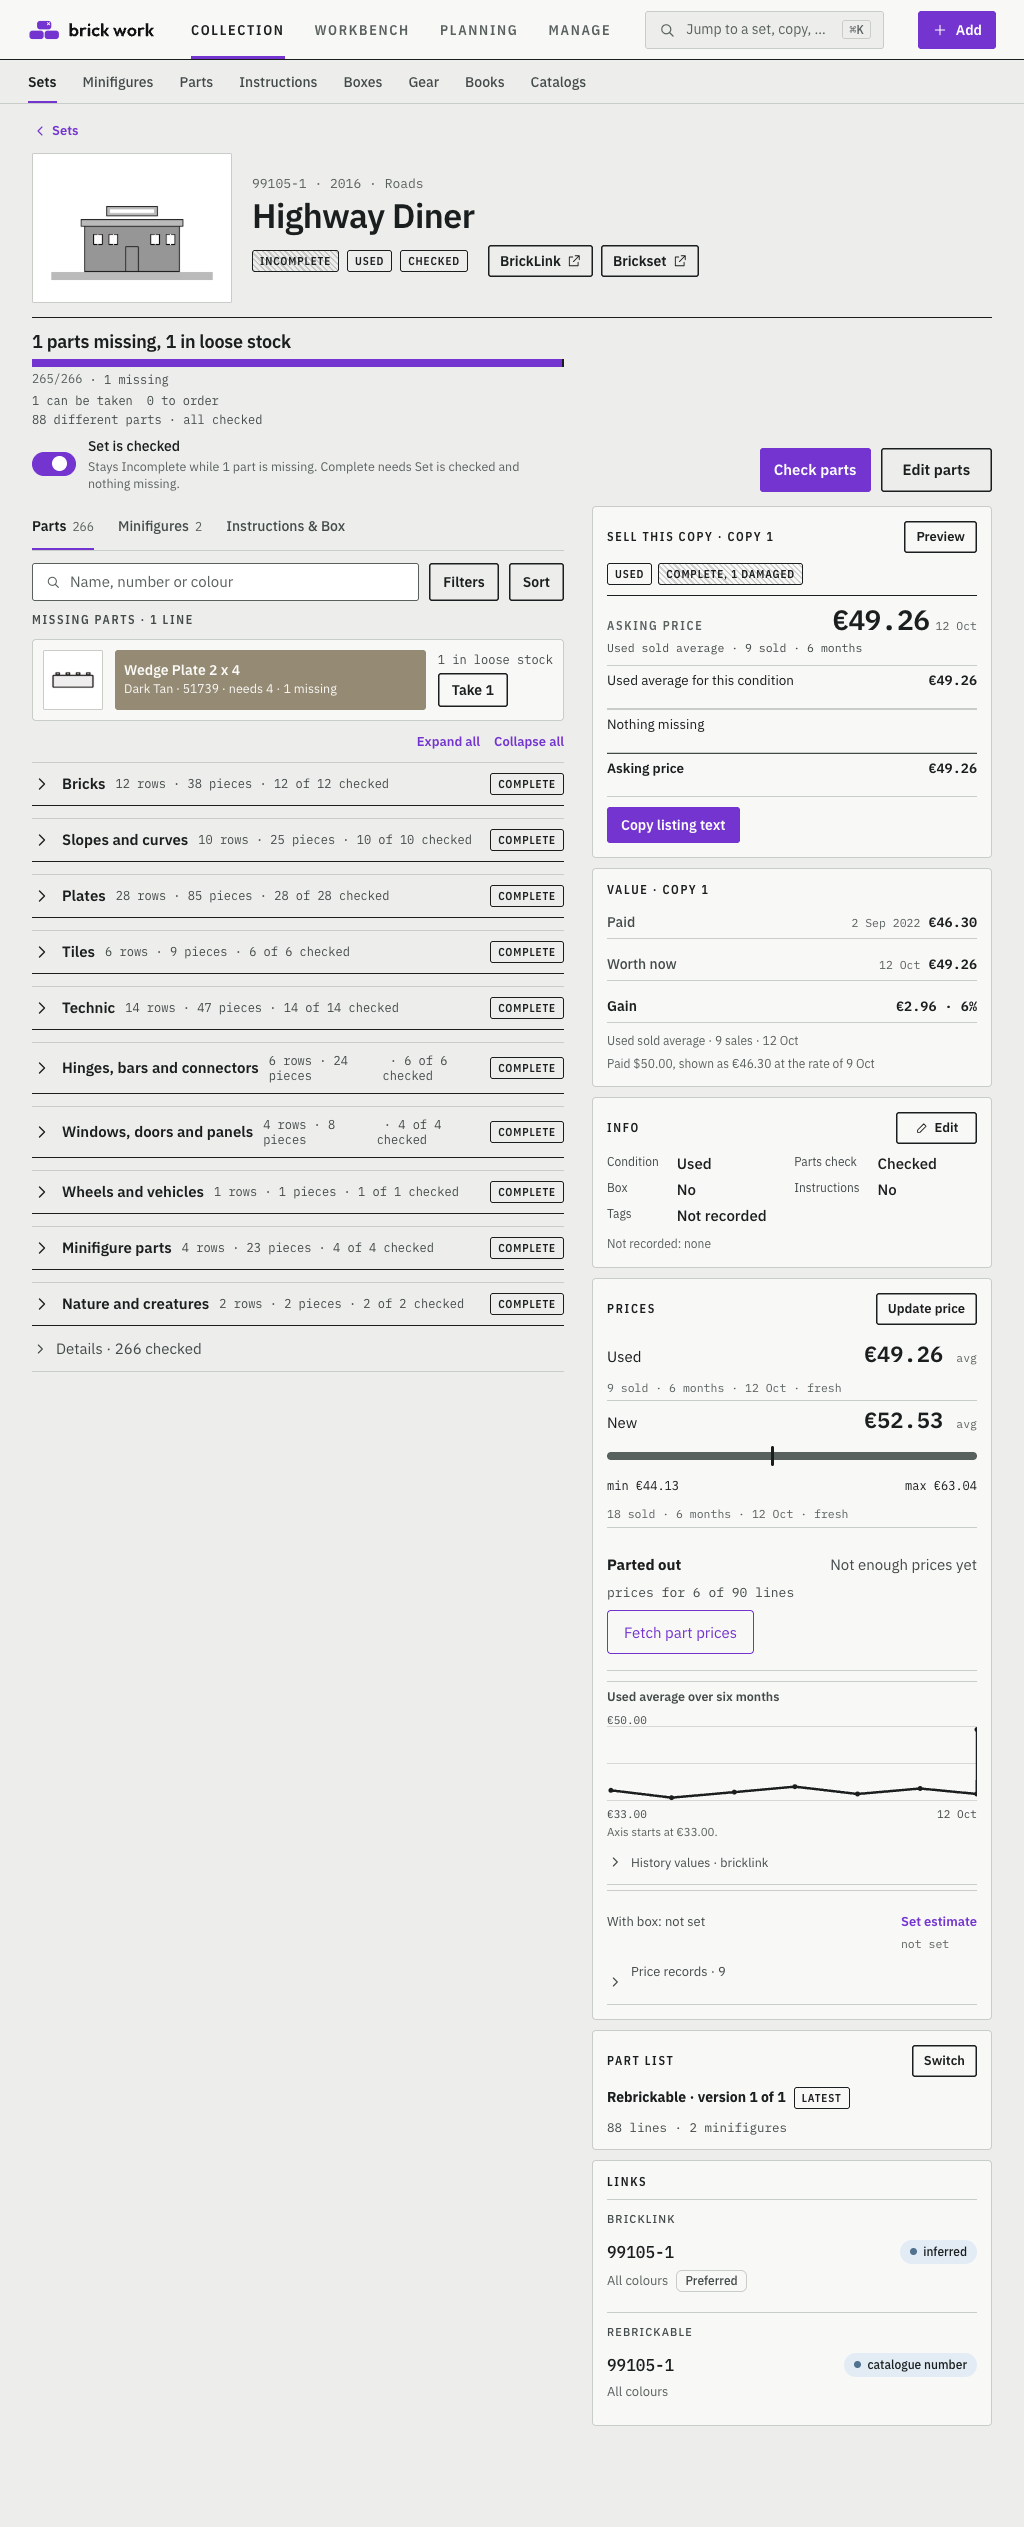 brick work
COLLECTION WORKBENCH PLANNING MANAGE
Jump to a set, copy, ... ⌘K
+ Add
Sets Minifigures Parts Instructions Boxes Gear Books Catalogs
Sets
99105-1 · 2016 · Roads
Highway Diner
INCOMPLETE USED CHECKED BrickLink Brickset
1 parts missing, 1 in loose stock
265/266 · 1 missing
1 can be taken 0 to order
88 different parts · all checked
Set is checked
Stays Incomplete while 1 part is missing. Complete needs Set is checked and
nothing missing.
Check parts Edit parts
Parts 266 Minifigures 2 Instructions & Box
Name, number or colour Filters Sort
MISSING PARTS · 1 LINE
Wedge Plate 2 x 4
Dark Tan · 51739 · needs 4 · 1 missing
1 in loose stock
Take 1
Expand all Collapse all
Bricks 12 rows · 38 pieces · 12 of 12 checked COMPLETE
Slopes and curves 10 rows · 25 pieces · 10 of 10 checked COMPLETE
Plates 28 rows · 85 pieces · 28 of 28 checked COMPLETE
Tiles 6 rows · 9 pieces · 6 of 6 checked COMPLETE
Technic 14 rows · 47 pieces · 14 of 14 checked COMPLETE
Hinges, bars and connectors 6 rows · 24 pieces · 6 of 6 checked COMPLETE
Windows, doors and panels 4 rows · 8 pieces · 4 of 4 checked COMPLETE
Wheels and vehicles 1 rows · 1 pieces · 1 of 1 checked COMPLETE
Minifigure parts 4 rows · 23 pieces · 4 of 4 checked COMPLETE
Nature and creatures 2 rows · 2 pieces · 2 of 2 checked COMPLETE
Details · 266 checked
SELL THIS COPY · COPY 1 Preview
USED COMPLETE, 1 DAMAGED
ASKING PRICE €49.26 12 Oct
Used sold average · 9 sold · 6 months
Used average for this condition €49.26
Nothing missing
Asking price €49.26
Copy listing text
VALUE · COPY 1
Paid 2 Sep 2022 €46.30
Worth now 12 Oct €49.26
Gain €2.96 · 6%
Used sold average · 9 sales · 12 Oct
Paid $50.00, shown as €46.30 at the rate of 9 Oct
INFO Edit
Condition Used Parts check Checked
Box No Instructions No
Tags Not recorded
Not recorded: none
PRICES Update price
Used €49.26 avg
9 sold · 6 months · 12 Oct · fresh
New €52.53 avg
min €44.13 max €63.04
18 sold · 6 months · 12 Oct · fresh
Parted out Not enough prices yet
prices for 6 of 90 lines
Fetch part prices
Used average over six months
€50.00
€33.00 12 Oct
Axis starts at €33.00.
History values · bricklink
With box: not set Set estimate
not set
Price records · 9
PART LIST Switch
Rebrickable · version 1 of 1 LATEST
88 lines · 2 minifigures
LINKS
BRICKLINK
99105-1 inferred
All colours Preferred
REBRICKABLE
99105-1 catalogue number
All colours